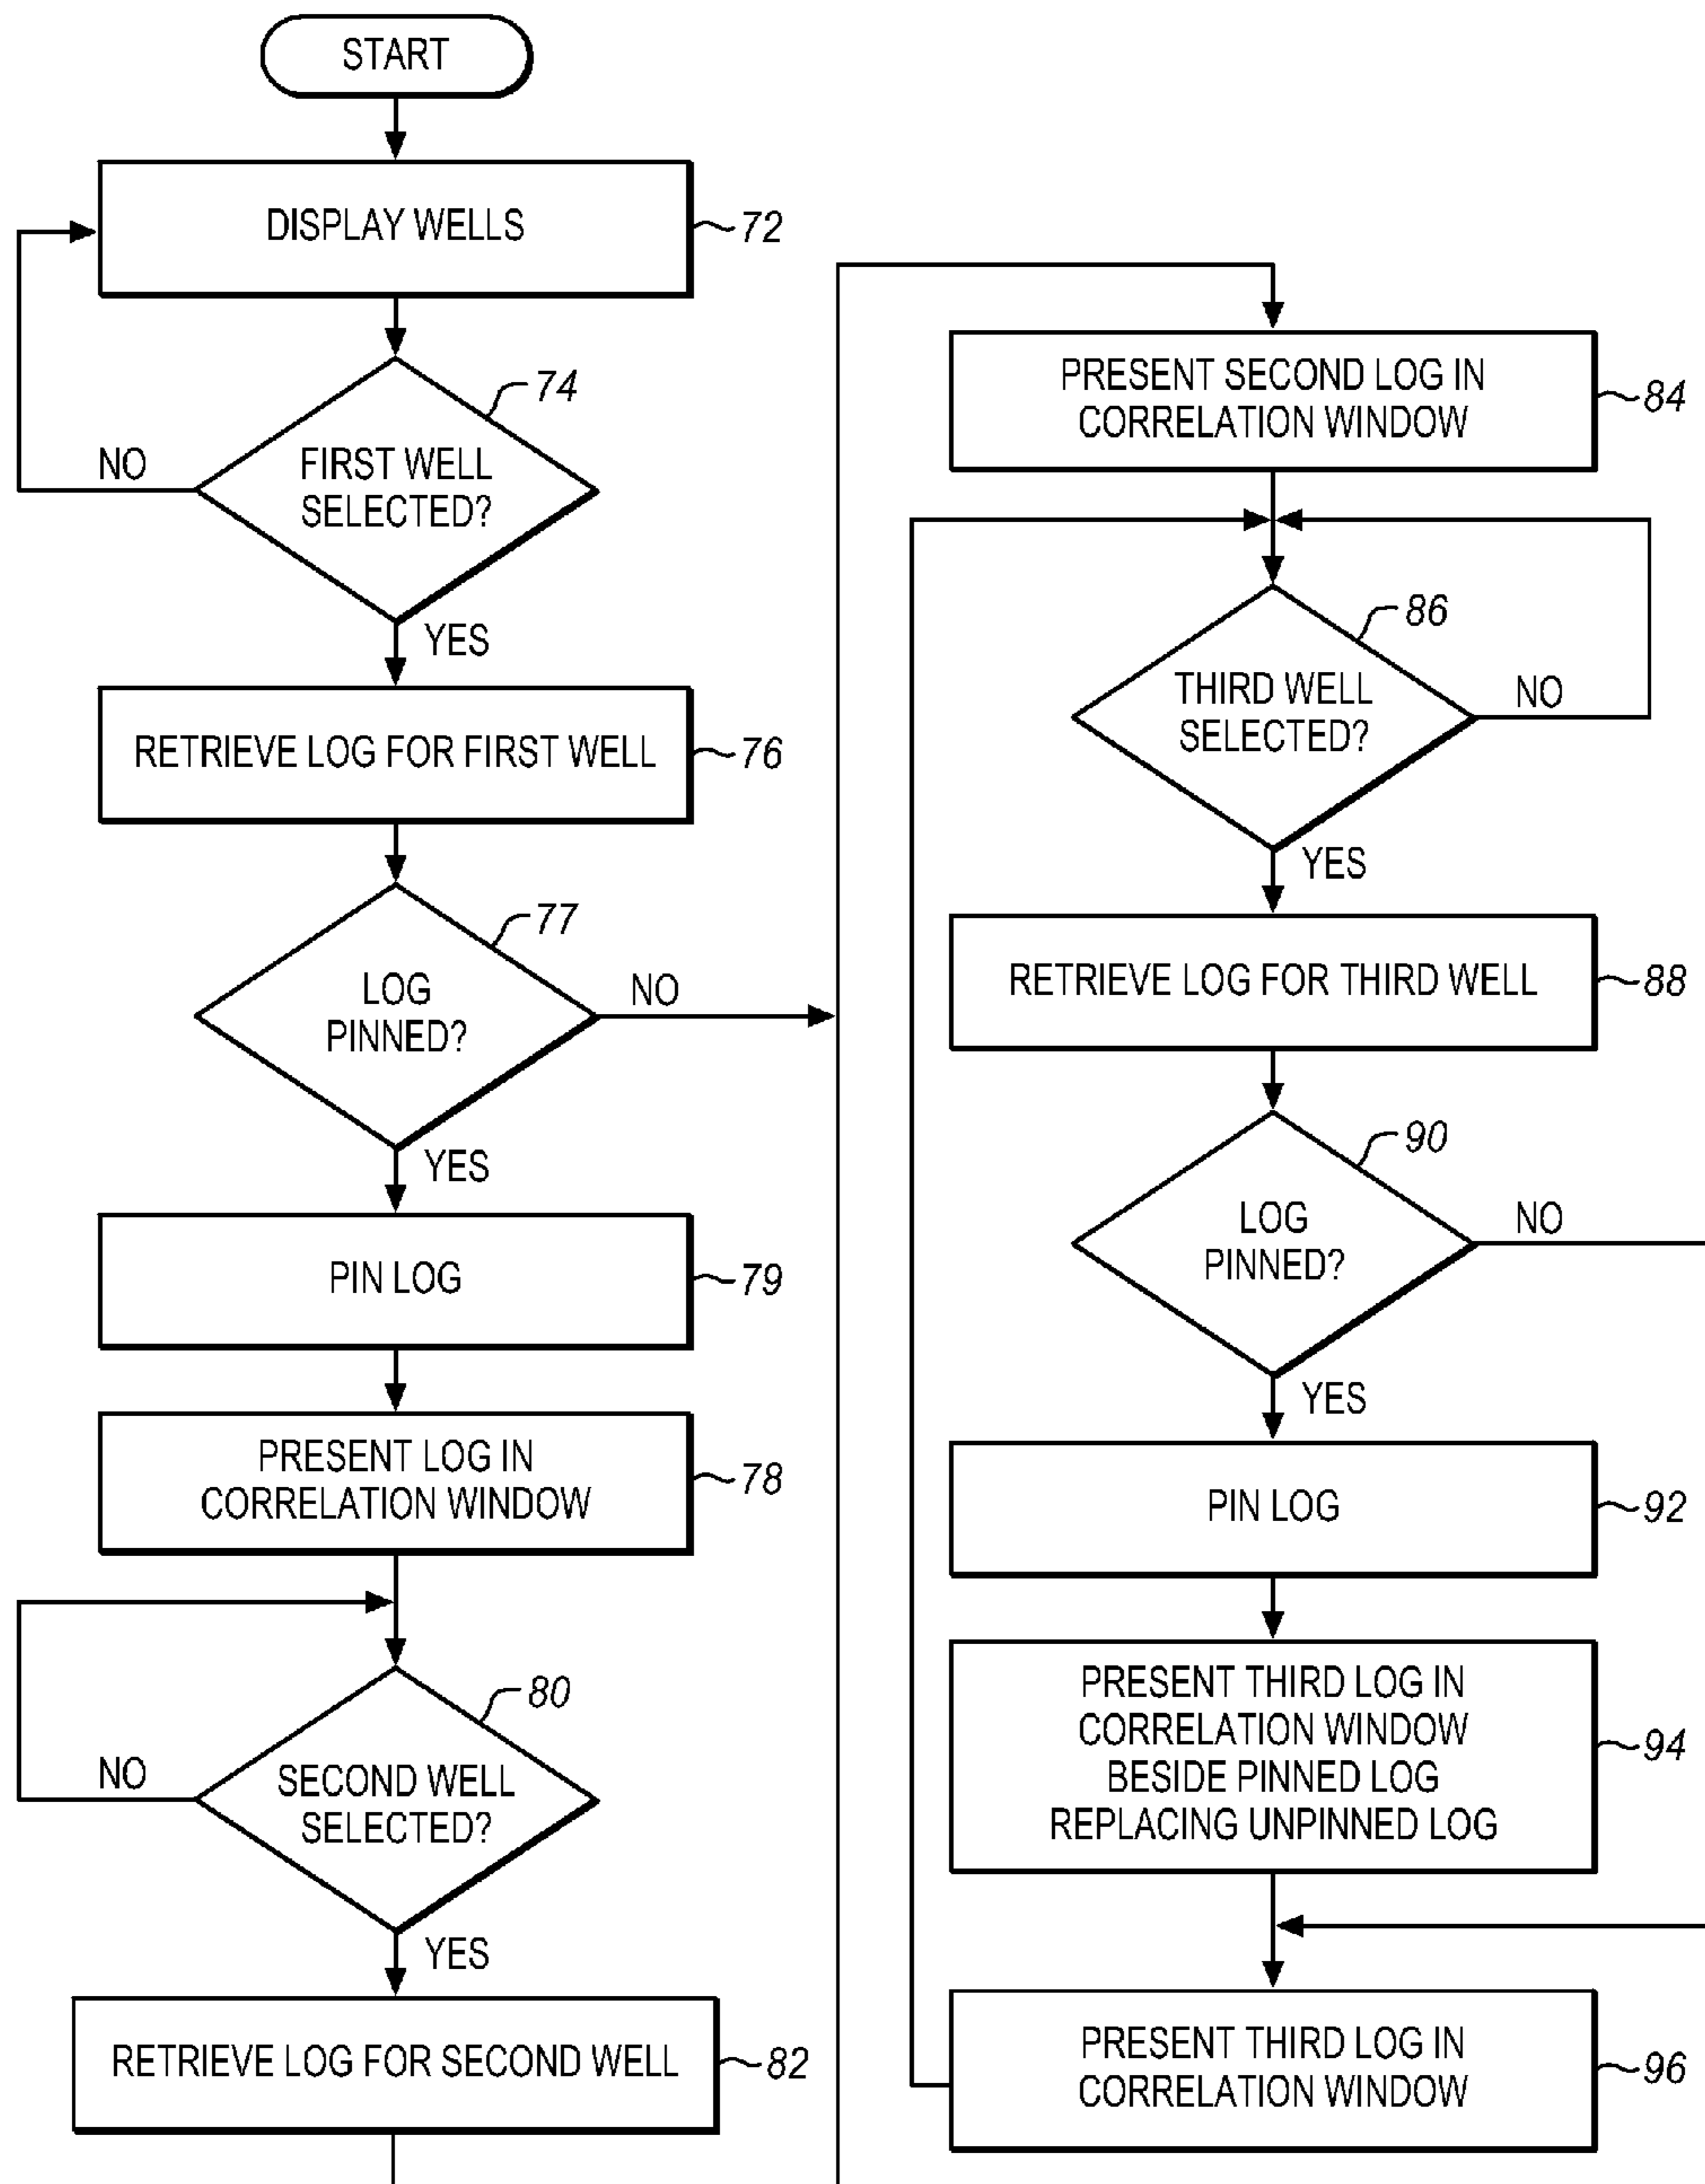 START
DISPLAY WELLS
72
74
FIRST WELL
SELECTED?
NO
YES
RETRIEVE LOG FOR FIRST WELL
76
77
LOG
PINNED?
NO
YES
PIN LOG
79
PRESENT LOG IN
CORRELATION WINDOW
78
80
SECOND WELL
SELECTED?
NO
YES
RETRIEVE LOG FOR SECOND WELL
82
PRESENT SECOND LOG IN
CORRELATION WINDOW
84
86
THIRD WELL
SELECTED?
NO
YES
RETRIEVE LOG FOR THIRD WELL
88
90
LOG
PINNED?
NO
YES
PIN LOG
92
PRESENT THIRD LOG IN
CORRELATION WINDOW
BESIDE PINNED LOG
REPLACING UNPINNED LOG
94
PRESENT THIRD LOG IN
CORRELATION WINDOW
96